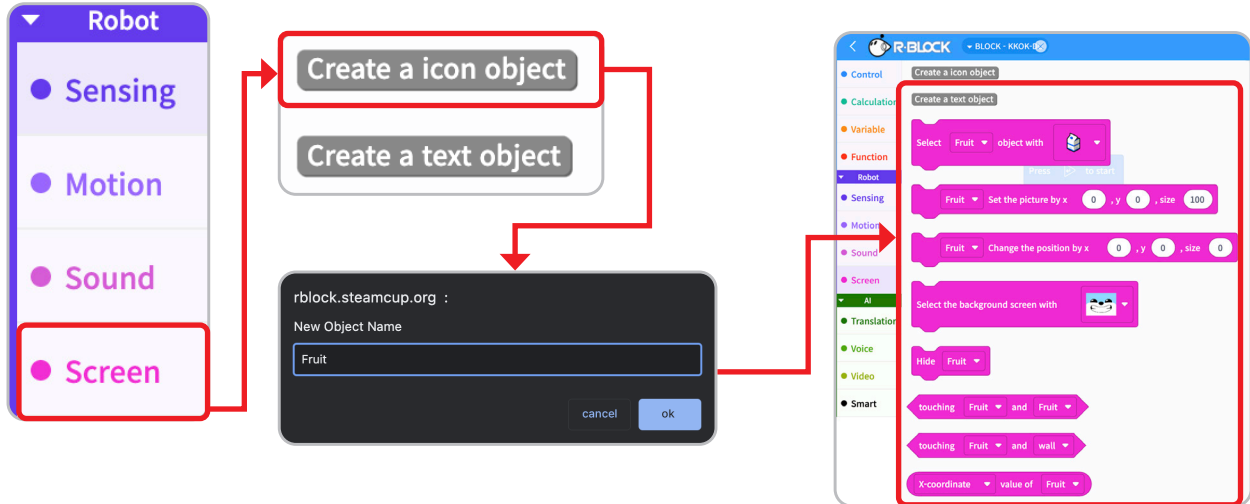 Robot
Sensing
Motion
Sound
Screen
Create a icon object
Create a text object
rblock.steamcup.org :
New Object Name
Fruit
cancel ok
R-BLOCK BLOCK - KKOK-
Control
Calculation
Variable
Function
Robot
Sensing
Motion
Sound
Screen
AI
Translation
Voice
Video
Smart
Create a icon object
Create a text object
Select Fruit object with
Press to start
Fruit Set the picture by x 0 , y 0 , size 100
Fruit Change the position by x 0 , y 0 , size 0
Select the background screen with
Hide Fruit
touching Fruit and Fruit
touching Fruit and wall
X-coordinate value of Fruit